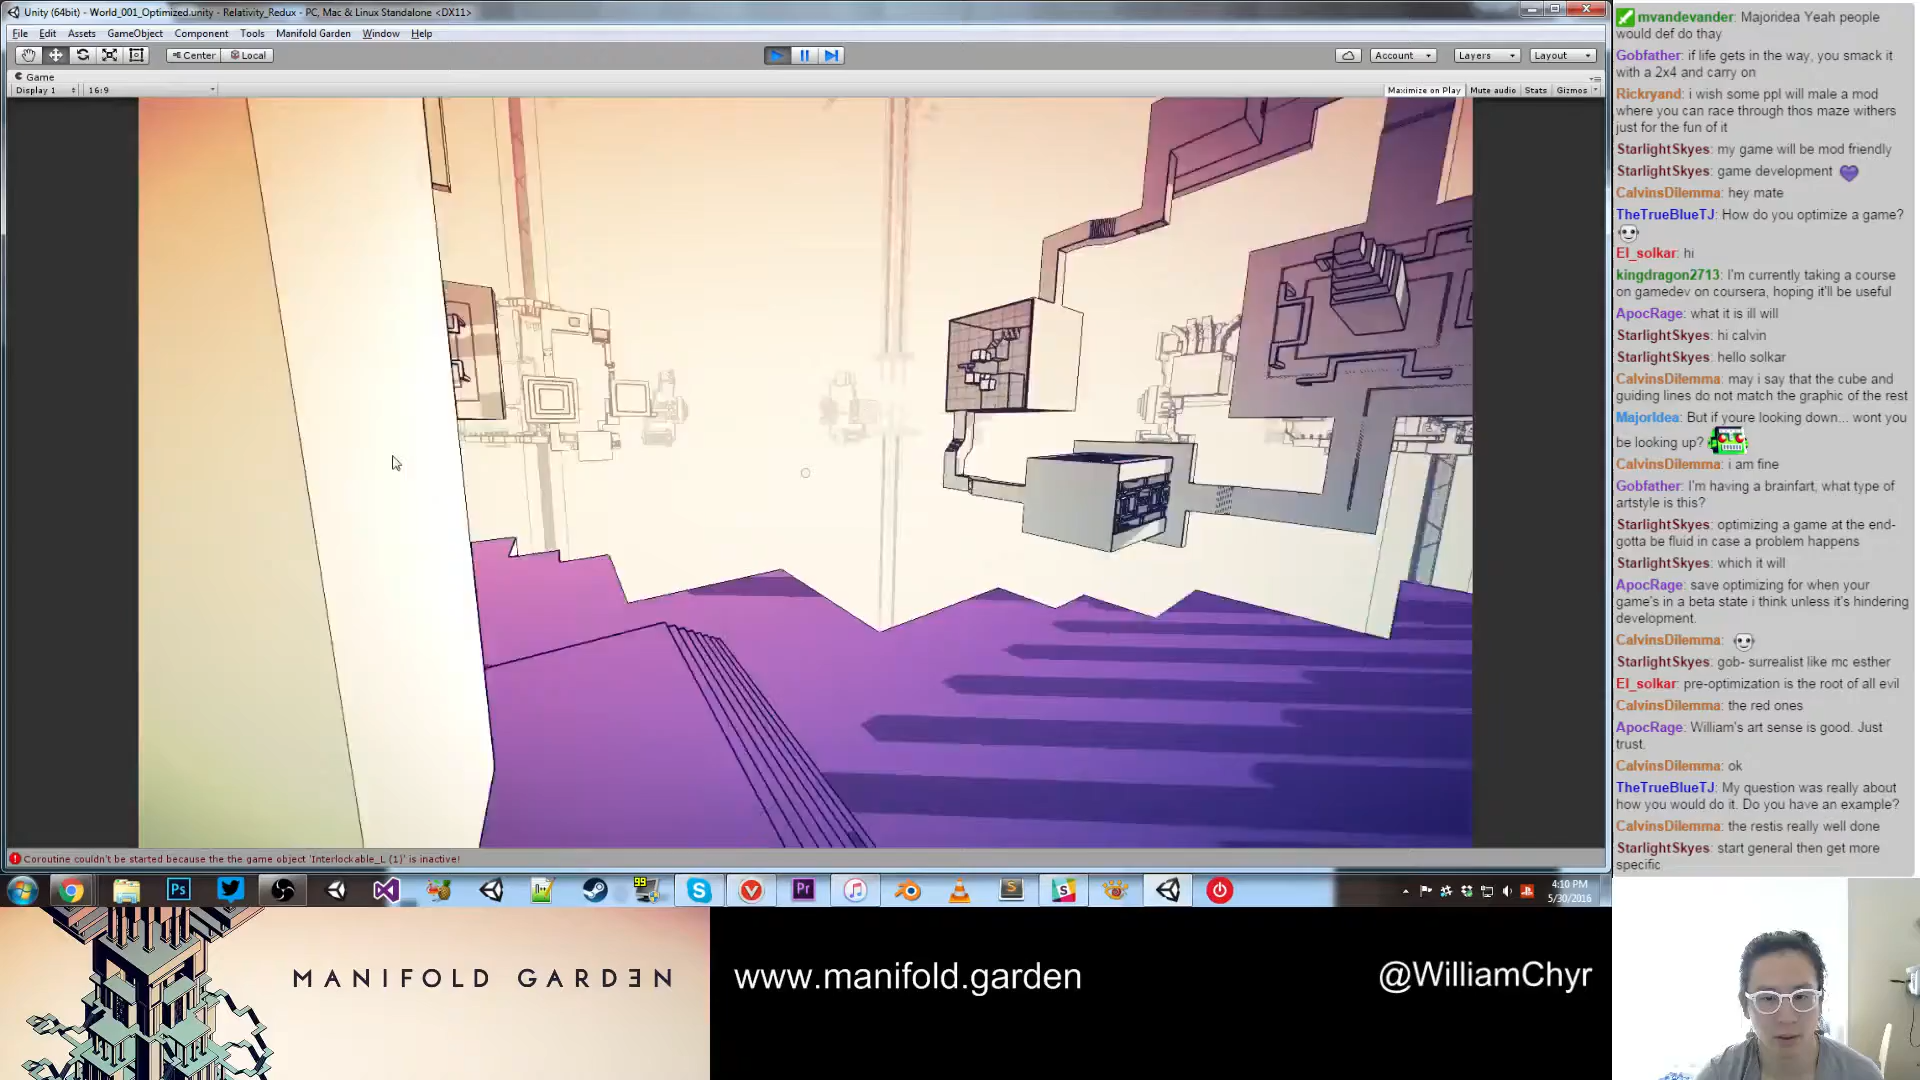 Unity (64bit) - World_001_Optimized.unity - Relativity_Redux - PC, Mac & Linux Standalone <DX11>
File Edit Assets GameObject Component Tools Manifold Garden Window Help
Center Local Account Layers Layout
Game
Display 1 16:9 Maximize on Play Mute audio Stats Gizmos
Coroutine couldn't be started because the the game object 'Interlockable_L (1)' is inactive!
99
4:10 PM
5/30/2016
mvandevander: Majoridea Yeah people
would def do thay
Gobfather: if life gets in the way, you smack it
with a 2x4 and carry on
Rickryand: i wish some ppl will male a mod
where you can race through thos maze withers
just for the fun of it
StarlightSkyes: my game will be mod friendly
StarlightSkyes: game development
CalvinsDilemma: hey mate
TheTrueBlueTJ: How do you optimize a game?
El_solkar: hi
kingdragon2713: I'm currently taking a course
on gamedev on coursera, hoping it'll be useful
ApocRage: what it is ill will
StarlightSkyes: hi calvin
StarlightSkyes: hello solkar
CalvinsDilemma: may i say that the cube and
guiding lines do not match the graphic of the rest
MajorIdea: But if youre looking down... wont you
be looking up?
CalvinsDilemma: i am fine
Gobfather: I'm having a brainfart, what type of
artstyle is this?
StarlightSkyes: optimizing a game at the end-
gotta be fluid in case a problem happens
StarlightSkyes: which it will
ApocRage: save optimizing for when your
game's in a beta state i think unless it's hindering
development.
CalvinsDilemma:
StarlightSkyes: gob- surrealist like mc esther
El_solkar: pre-optimization is the root of all evil
CalvinsDilemma: the red ones
ApocRage: William's art sense is good. Just
trust.
CalvinsDilemma: ok
TheTrueBlueTJ: My question was really about
how you would do it. Do you have an example?
CalvinsDilemma: the restis really well done
StarlightSkyes: start general then get more
specific
MANIFOLD GARDƎN
www.manifold.garden
@WilliamChyr